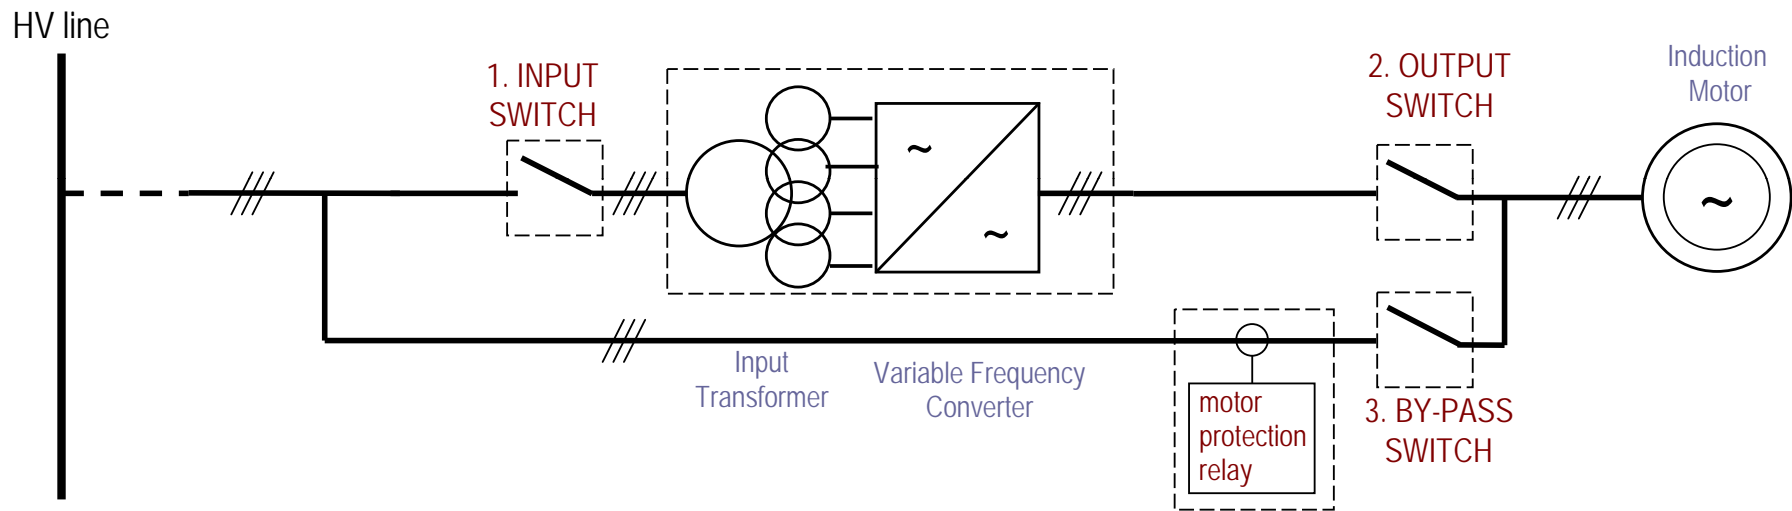 HV line
1. INPUT
SWITCH
2. OUTPUT
SWITCH
Induction
Motor
~
~
~
Input
Transformer
Variable Frequency
Converter
motor
protection
relay
3. BY-PASS
SWITCH